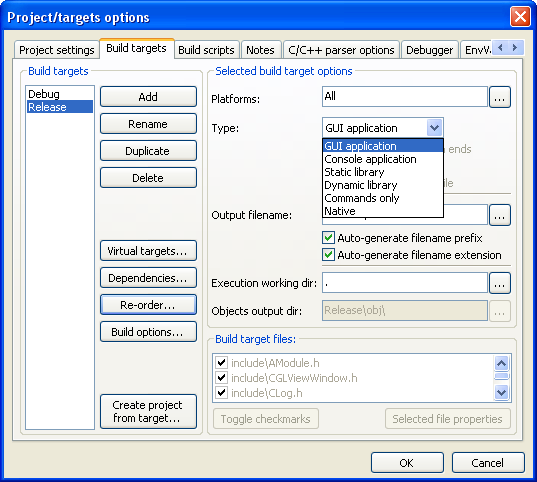 Project/targets options
Project settings Build targets Build scripts Notes C/C++ parser options Debugger EnvV
Build targets
Debug
Release
Add
Rename
Duplicate
Delete
Virtual targets...
Dependencies...
Re-order...
Build options...
Create project
from target...
Selected build target options
Platforms: All ...
Type: GUI application
GUI application
Console application
Static library
Dynamic library
Commands only
Native
ends
Output filename: ...
Auto-generate filename prefix
Auto-generate filename extension
Execution working dir: . ...
Objects output dir: Release\obj\ ...
Build target files:
include\AModule.h
include\CGLViewWindow.h
include\CLog.h
Toggle checkmarks Selected file properties
OK Cancel